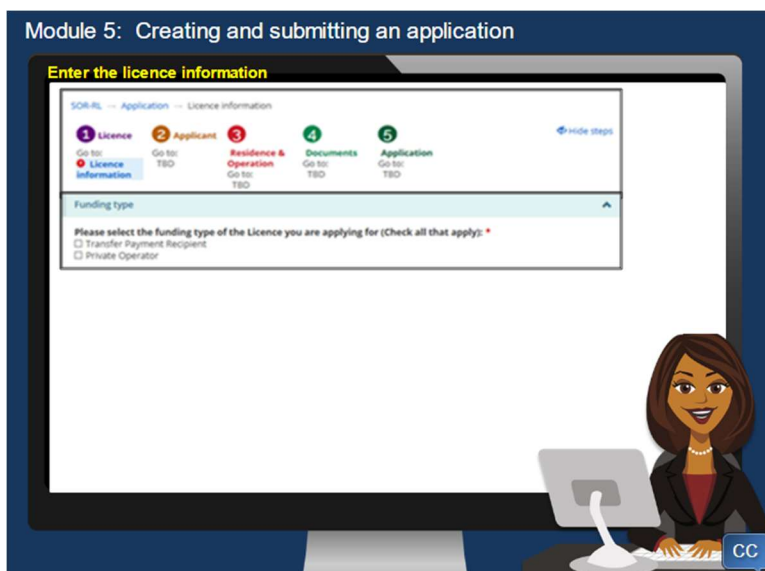 Module 5: Creating and submitting an application
Enter the licence information
SOR-RL → Application → Licence information
1 Licence 2 Applicant 3 4 5 Hide steps
Go to: Go to: Residence & Documents Application
Licence TBD Operation Go to: Go to:
information Go to: TBD TBD
TBD
Funding type
Please select the funding type of the Licence you are applying for (Check all that apply): *
Transfer Payment Recipient
Private Operator
CC